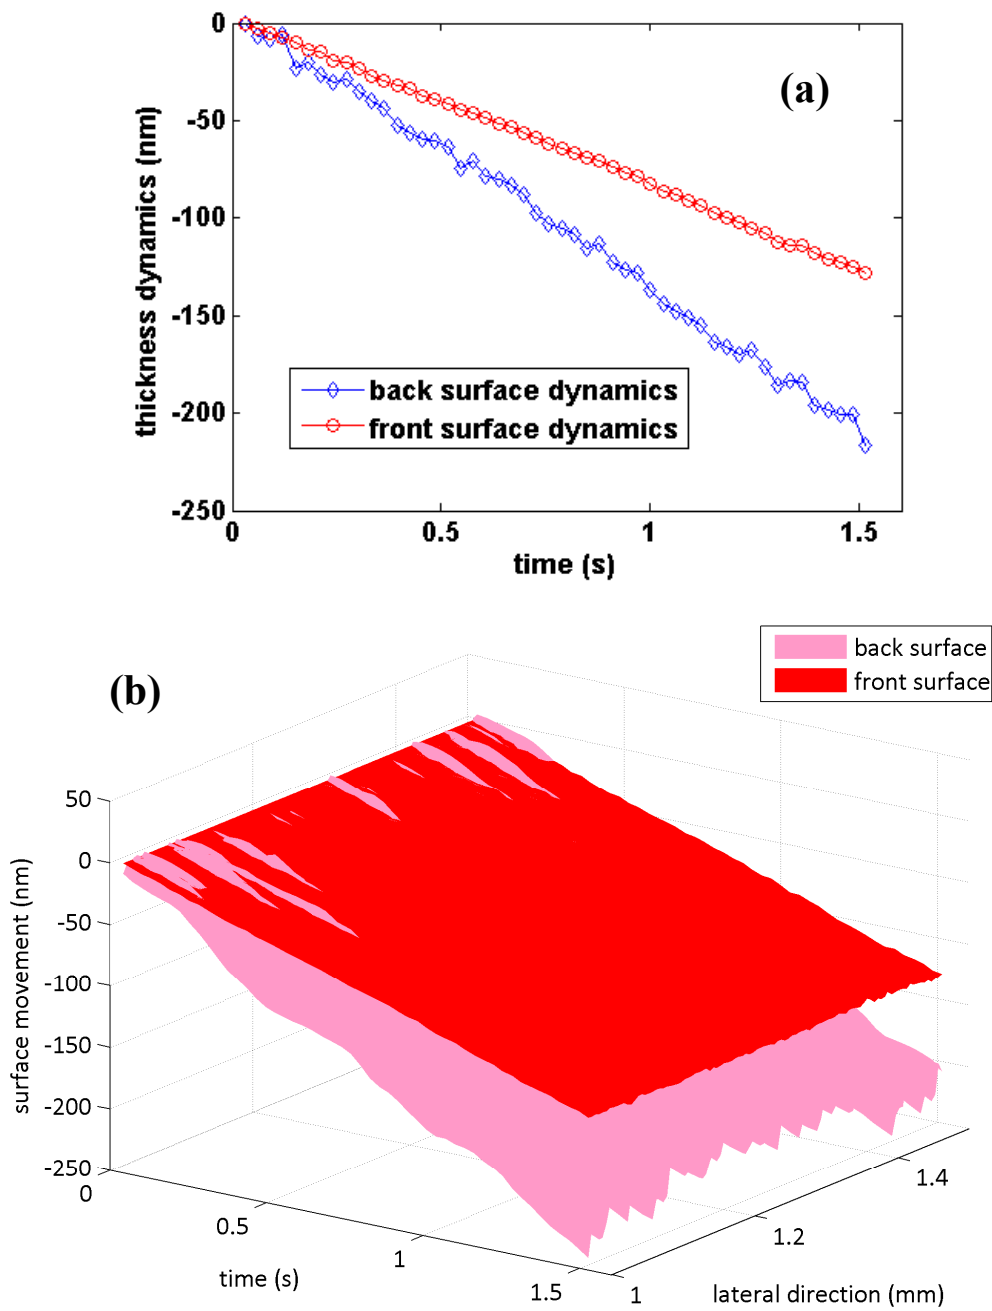 0
-50
-100
-150
-200
-250
thickness dynamics (nm)
(a)
back surface dynamics
front surface dynamics
0
0.5
1
1.5
time (s)
back surface
front surface
(b)
50
0
-50
-100
-150
-200
-250
surface movement (nm)
0
0.5
1
1.5
time (s)
1
1.2
1.4
lateral direction (mm)